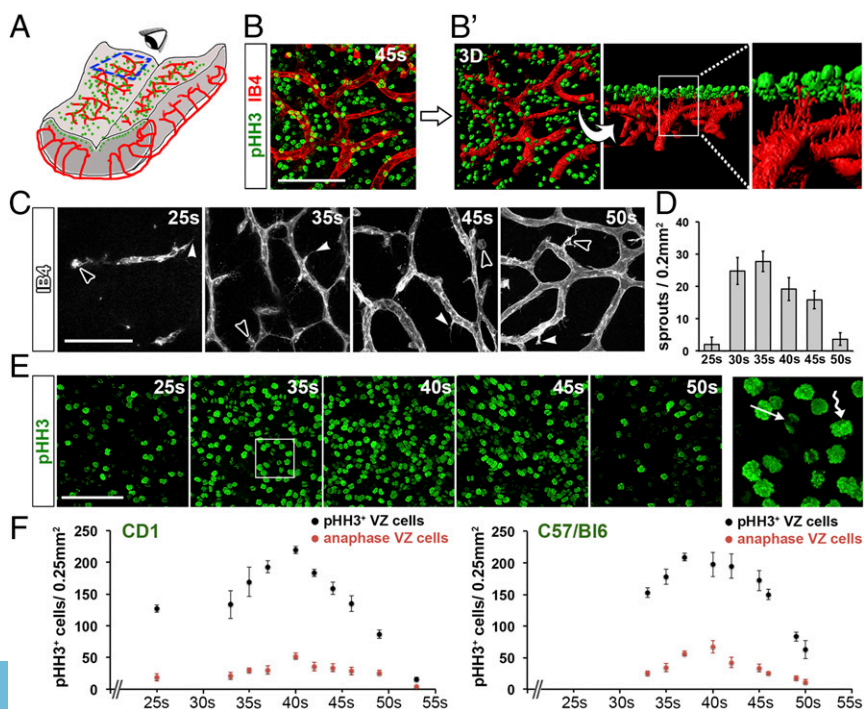 A
B
pHH3 IB4
45s
B'
3D
C
IB4
25s
35s
45s
50s
D
sprouts / 0.2mm²
40
30
20
10
0
25s 30s 35s 40s 45s 50s
E
pHH3
25s
35s
40s
45s
50s
F
CD1
pHH3⁺ VZ cells
anaphase VZ cells
pHH3⁺ cells/ 0.25mm²
250
200
150
100
50
0
25s 30s 35s 40s 45s 50s 55s
C57/Bl6
pHH3⁺ VZ cells
anaphase VZ cells
pHH3⁺ cells/ 0.25mm²
250
200
150
100
50
0
25s 30s 35s 40s 45s 50s 55s